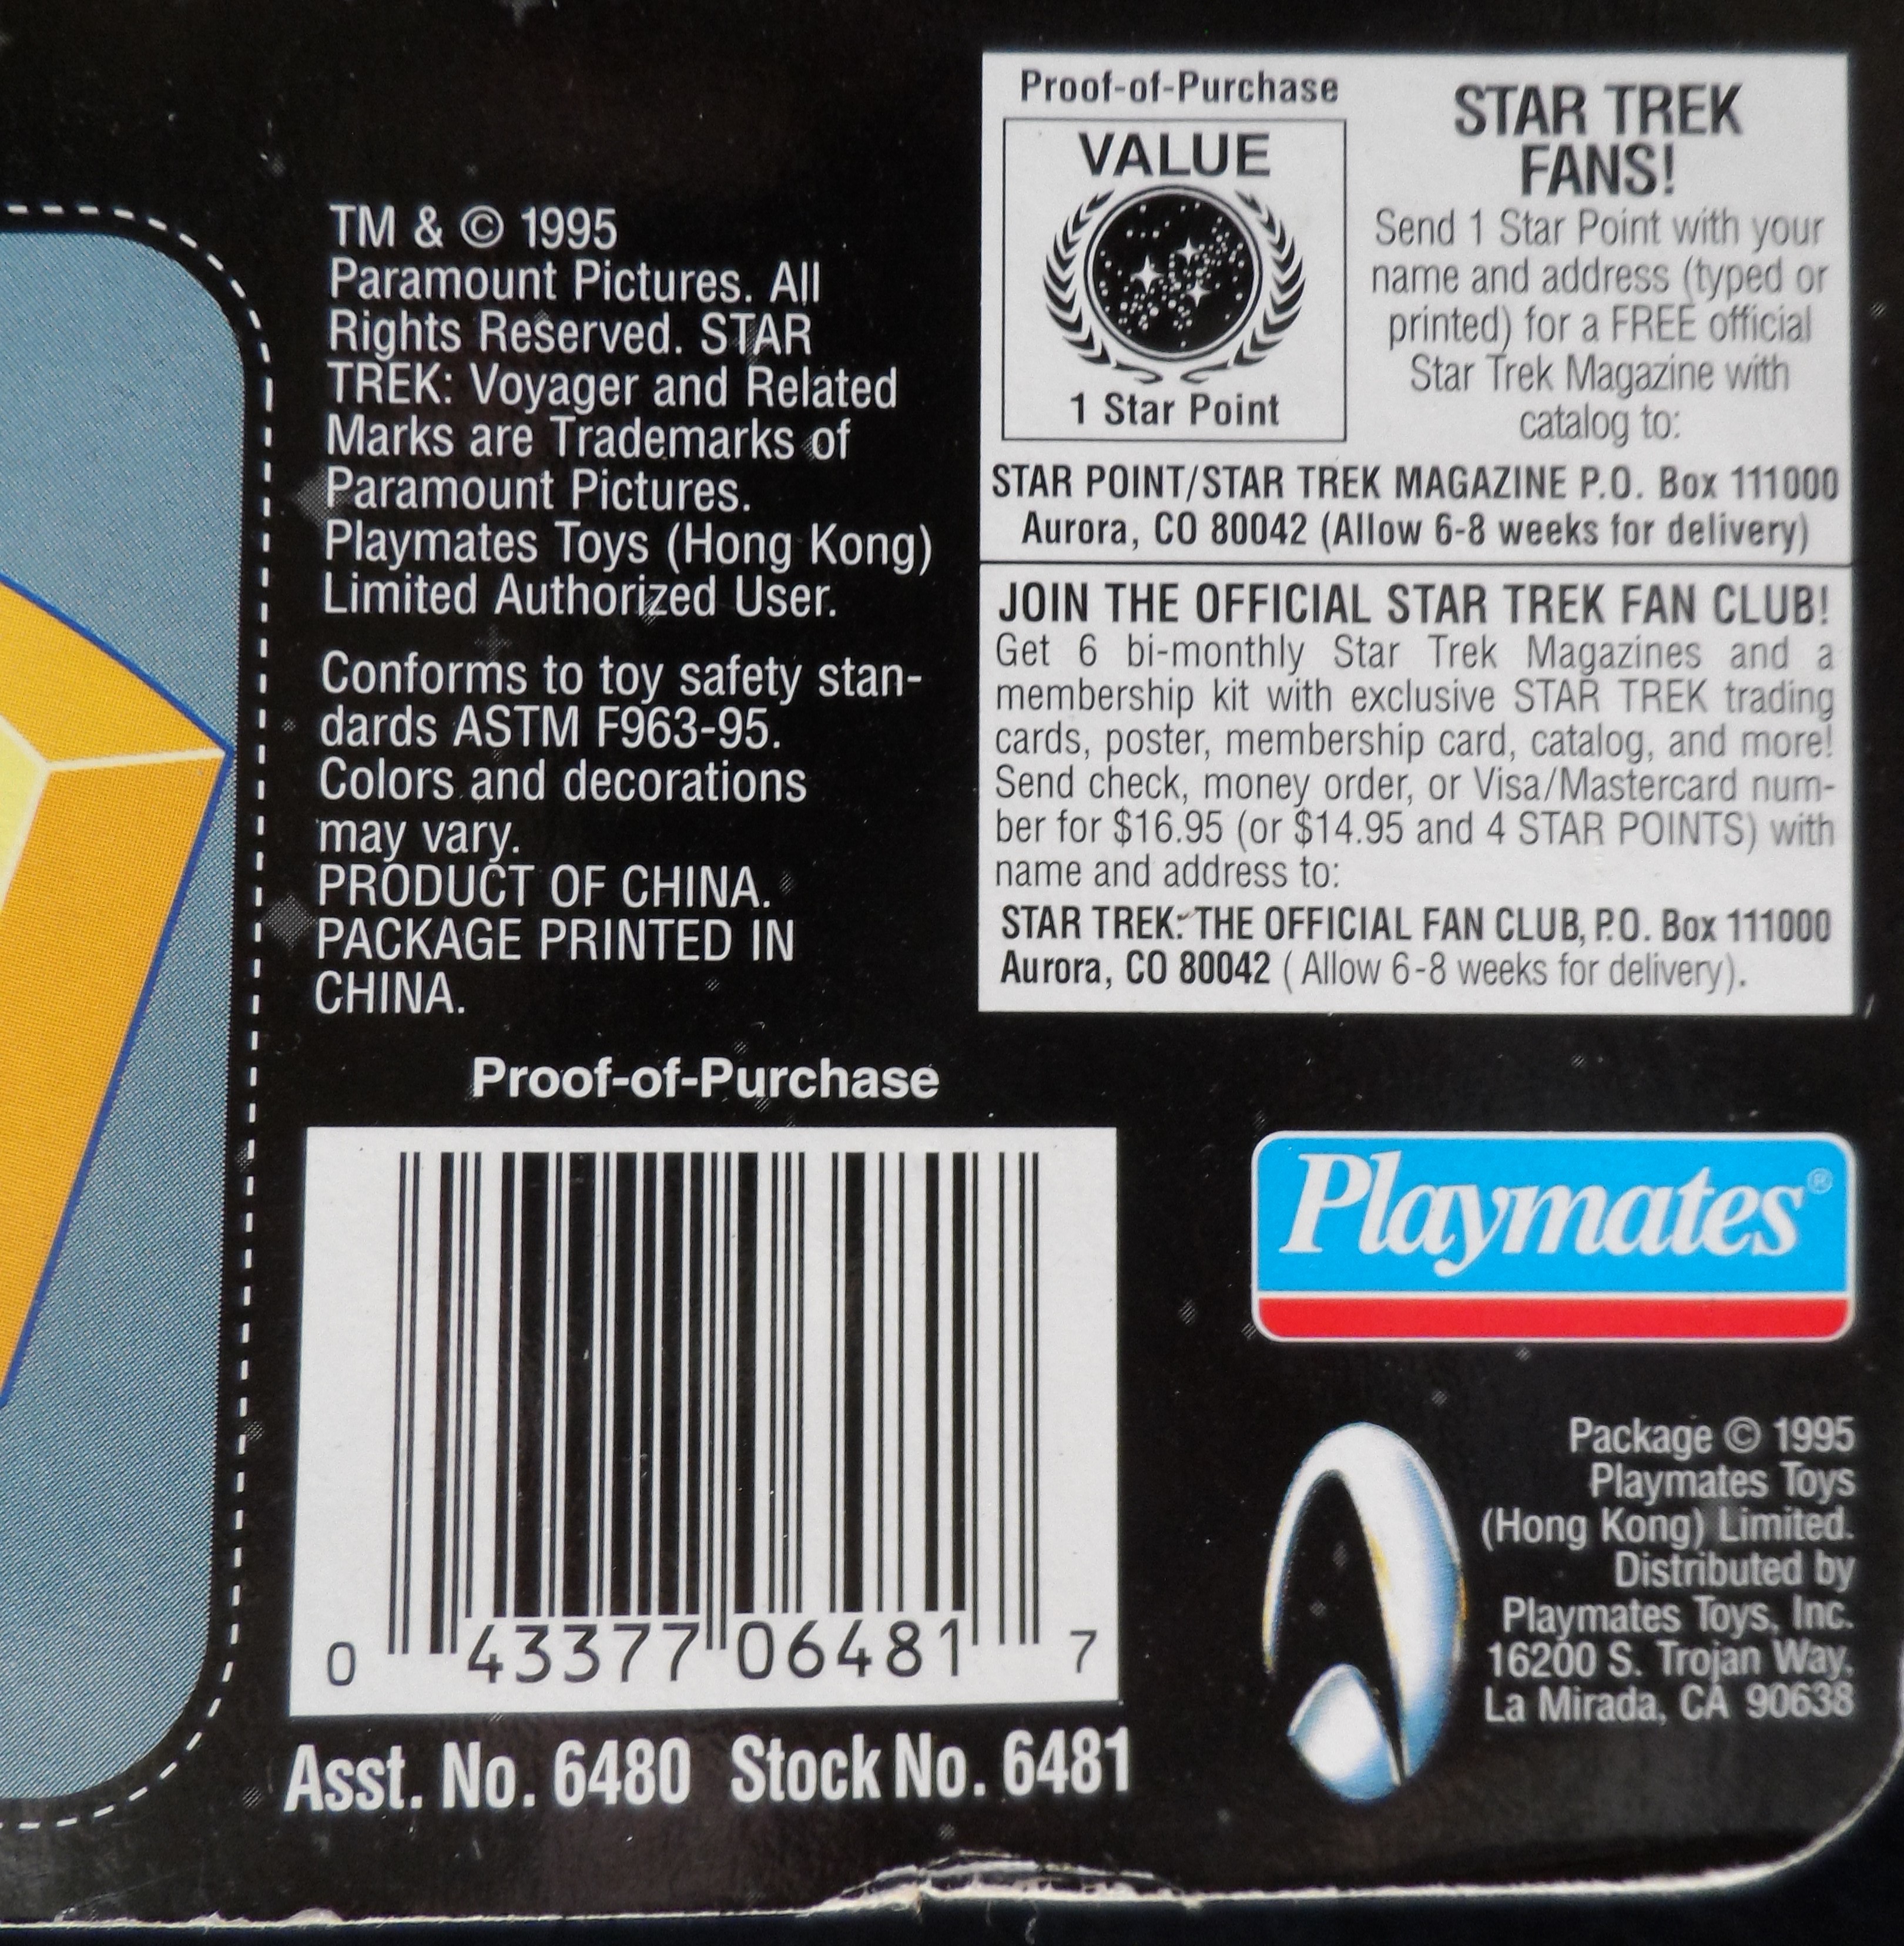 TM & © 1995
Paramount Pictures. All
Rights Reserved. STAR
TREK: Voyager and Related
Marks are Trademarks of
Paramount Pictures.
Playmates Toys (Hong Kong)
Limited Authorized User.
Conforms to toy safety stan-
dards ASTM F963-95.
Colors and decorations
may vary.
PRODUCT OF CHINA.
PACKAGE PRINTED IN
CHINA.
Proof-of-Purchase
VALUE
1 Star Point
STAR TREK
FANS!
Send 1 Star Point with your
name and address (typed or
printed) for a FREE official
Star Trek Magazine with
catalog to:
STAR POINT/STAR TREK MAGAZINE P.O. Box 111000
Aurora, CO 80042 (Allow 6-8 weeks for delivery)
JOIN THE OFFICIAL STAR TREK FAN CLUB!
Get 6 bi-monthly Star Trek Magazines and a
membership kit with exclusive STAR TREK trading
cards, poster, membership card, catalog, and more!
Send check, money order, or Visa/Mastercard num-
ber for $16.95 (or $14.95 and 4 STAR POINTS) with
name and address to:
STAR TREK: THE OFFICIAL FAN CLUB, P.O. Box 111000
Aurora, CO 80042 ( Allow 6-8 weeks for delivery).
Proof-of-Purchase
0 43377 06481 7
Asst. No. 6480 Stock No. 6481
Playmates®
Package © 1995
Playmates Toys
(Hong Kong) Limited.
Distributed by
Playmates Toys, Inc.
16200 S. Trojan Way,
La Mirada, CA 90638